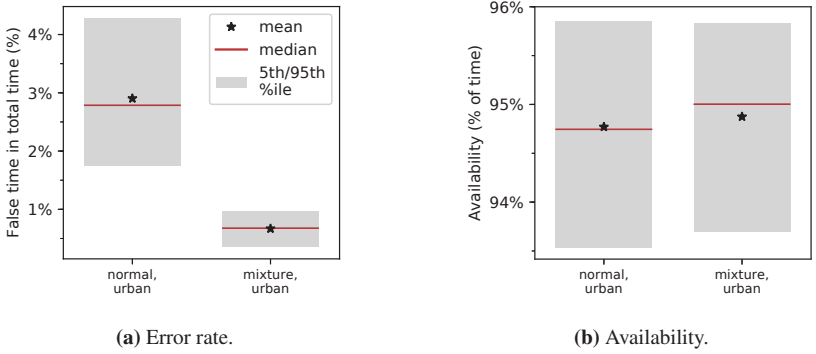 False time in total time (%)
4%
3%
2%
1%
mean
median
5th/95th
%ile
normal,
urban
mixture,
urban
(a) Error rate.
Availability (% of time)
96%
95%
94%
normal,
urban
mixture,
urban
(b) Availability.